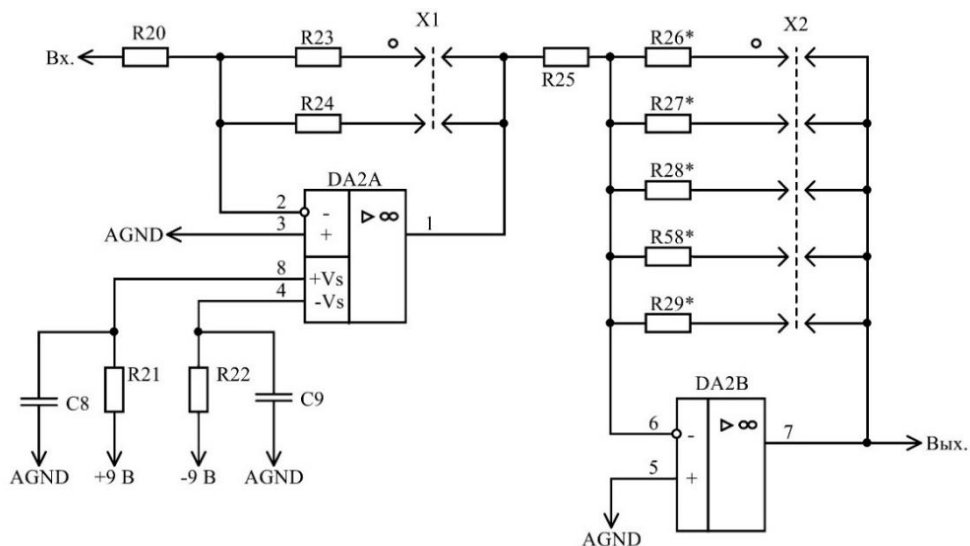 X1
X2
R20
R23
R26*
Вх.
R25
R24
R27*
DA2A
R28*
2
-
▷ ∞
1
AGND
3
+
8
+Vs
R58*
4
-Vs
R29*
R21
R22
DA2B
C8
C9
6
-
▷ ∞
7
Вых.
AGND
+9 В
-9 В
AGND
5
+
AGND